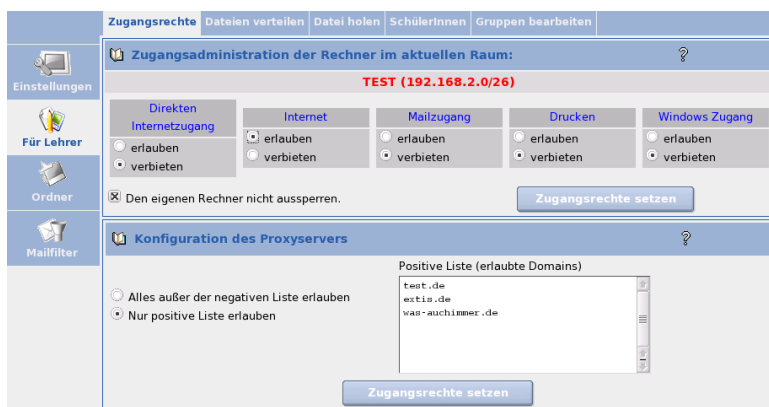 Zugangsrechte Dateien verteilen Datei holen SchülerInnen Gruppen bearbeiten
Einstellungen
Für Lehrer
Ordner
Mailfilter
Zugangsadministration der Rechner im aktuellen Raum: ?
TEST (192.168.2.0/26)
Direkten
Internetzugang
erlauben
verbieten
Internet
erlauben
verbieten
Mailzugang
erlauben
verbieten
Drucken
erlauben
verbieten
Windows Zugang
erlauben
verbieten
Den eigenen Rechner nicht aussperren.
Zugangsrechte setzen
Konfiguration des Proxyservers ?
Alles außer der negativen Liste erlauben
Nur positive Liste erlauben
Positive Liste (erlaubte Domains)
test.de
extis.de
was-auchimmer.de
Zugangsrechte setzen